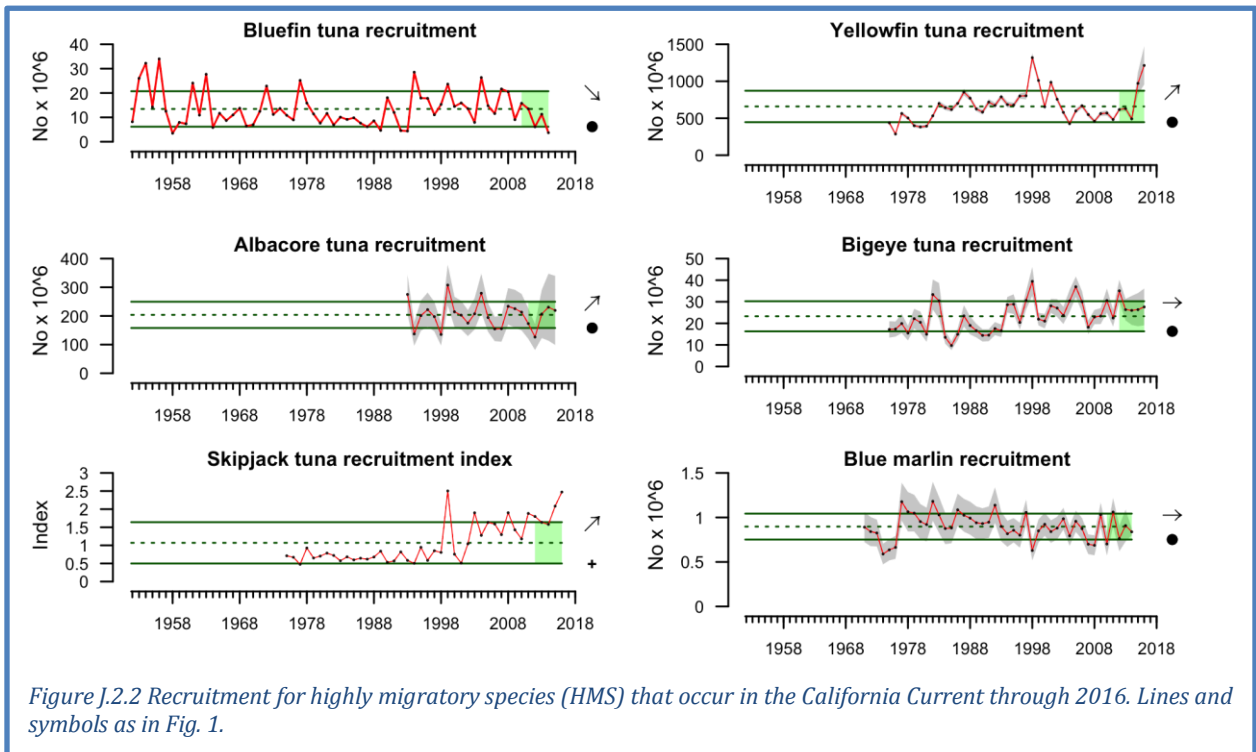 Bluefin tuna recruitment
No x 10^6
40
30
20
10
0
1958 1968 1978 1988 1998 2008 2018
Yellowfin tuna recruitment
No x 10^6
1500
1000
500
0
1958 1968 1978 1988 1998 2008 2018
Albacore tuna recruitment
No x 10^6
400
300
200
100
0
1958 1968 1978 1988 1998 2008 2018
Bigeye tuna recruitment
No x 10^6
50
40
30
20
10
0
1958 1968 1978 1988 1998 2008 2018
Skipjack tuna recruitment index
Index
3
2.5
2
1.5
1
0.5
0
1958 1968 1978 1988 1998 2008 2018
Blue marlin recruitment
No x 10^6
1.5
1
0.5
0
1958 1968 1978 1988 1998 2008 2018
Figure J.2.2 Recruitment for highly migratory species (HMS) that occur in the California Current through 2016. Lines and
symbols as in Fig. 1.